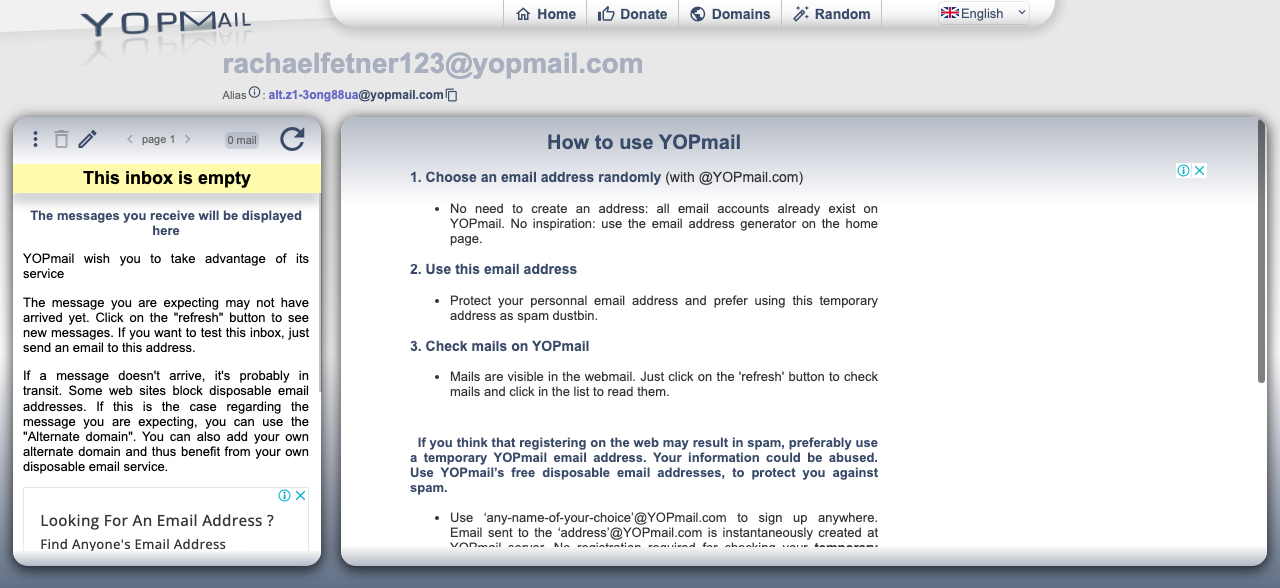 YOPMAIL
Home
Donate
Domains
Random
English
rachaelfetner123@yopmail.com
Alias : alt.z1-3ong88ua@yopmail.com
page 1
0 mail
This inbox is empty
The messages you receive will be displayed
here
YOPmail wish you to take advantage of its
service
The message you are expecting may not have
arrived yet. Click on the "refresh" button to see
new messages. If you want to test this inbox, just
send an email to this address.
If a message doesn't arrive, it's probably in
transit. Some web sites block disposable email
addresses. If this is the case regarding the
message you are expecting, you can use the
"Alternate domain". You can also add your own
alternate domain and thus benefit from your own
disposable email service.
Looking For An Email Address ?
Find Anyone's Email Address
How to use YOPmail
1. Choose an email address randomly (with @YOPmail.com)
• No need to create an address: all email accounts already exist on
YOPmail. No inspiration: use the email address generator on the home
page.
2. Use this email address
• Protect your personnal email address and prefer using this temporary
address as spam dustbin.
3. Check mails on YOPmail
• Mails are visible in the webmail. Just click on the 'refresh' button to check
mails and click in the list to read them.
If you think that registering on the web may result in spam, preferably use
a temporary YOPmail email address. Your information could be abused.
Use YOPmail's free disposable email addresses, to protect you against
spam.
• Use ‘any-name-of-your-choice’@YOPmail.com to sign up anywhere.
Email sent to the ‘address’@YOPmail.com is instantaneously created at
YOPmail server. No registration required for checking your temporary